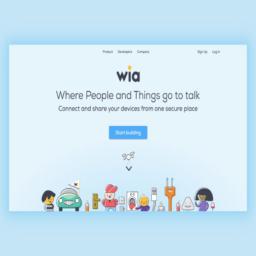 Product Developers Company Sign Up Log In
wia
Where People and Things go to talk
Connect and share your devices from one secure place
Start building